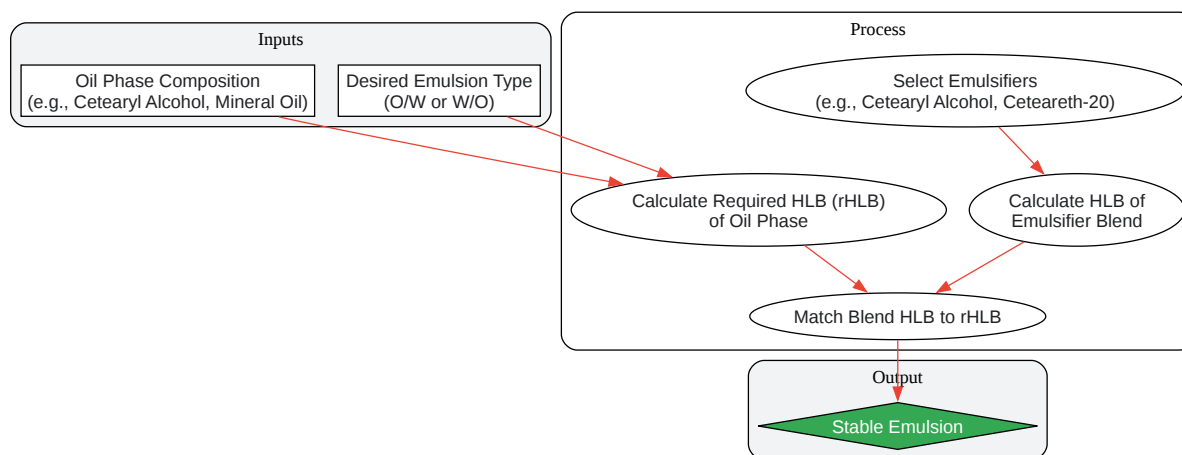 Inputs
Oil Phase Composition
(e.g., Cetearyl Alcohol, Mineral Oil)
Desired Emulsion Type
(O/W or W/O)
Process
Select Emulsifiers
(e.g., Cetearyl Alcohol, Ceteareth-20)
Calculate Required HLB (rHLB)
of Oil Phase
Calculate HLB of
Emulsifier Blend
Match Blend HLB to rHLB
Output
Stable Emulsion